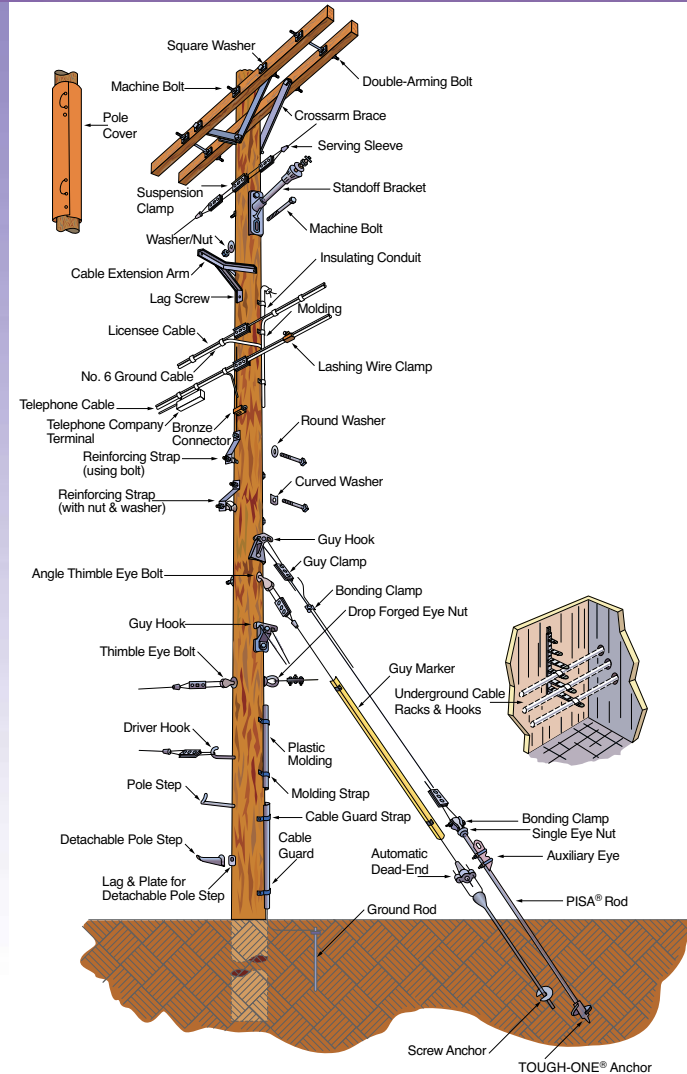 Square Washer
Machine Bolt
Double-Arming Bolt
Pole
Cover
Crossarm Brace
Serving Sleeve
Suspension
Clamp
Standoff Bracket
Machine Bolt
Washer/Nut
Insulating Conduit
Cable Extension Arm
Lag Screw
Molding
Licensee Cable
Lashing Wire Clamp
No. 6 Ground Cable
Telephone Cable
Telephone Company
Terminal
Bronze
Connector
Round Washer
Reinforcing Strap
(using bolt)
Curved Washer
Reinforcing Strap
(with nut & washer)
Guy Hook
Guy Clamp
Angle Thimble Eye Bolt
Bonding Clamp
Drop Forged Eye Nut
Guy Hook
Thimble Eye Bolt
Guy Marker
Underground Cable
Racks & Hooks
Driver Hook
Plastic
Molding
Pole Step
Molding Strap
Cable Guard Strap
Bonding Clamp
Single Eye Nut
Detachable Pole Step
Cable
Guard
Automatic
Dead-End
Auxiliary Eye
Lag & Plate for
Detachable Pole Step
PISA® Rod
Ground Rod
Screw Anchor
TOUGH-ONE® Anchor